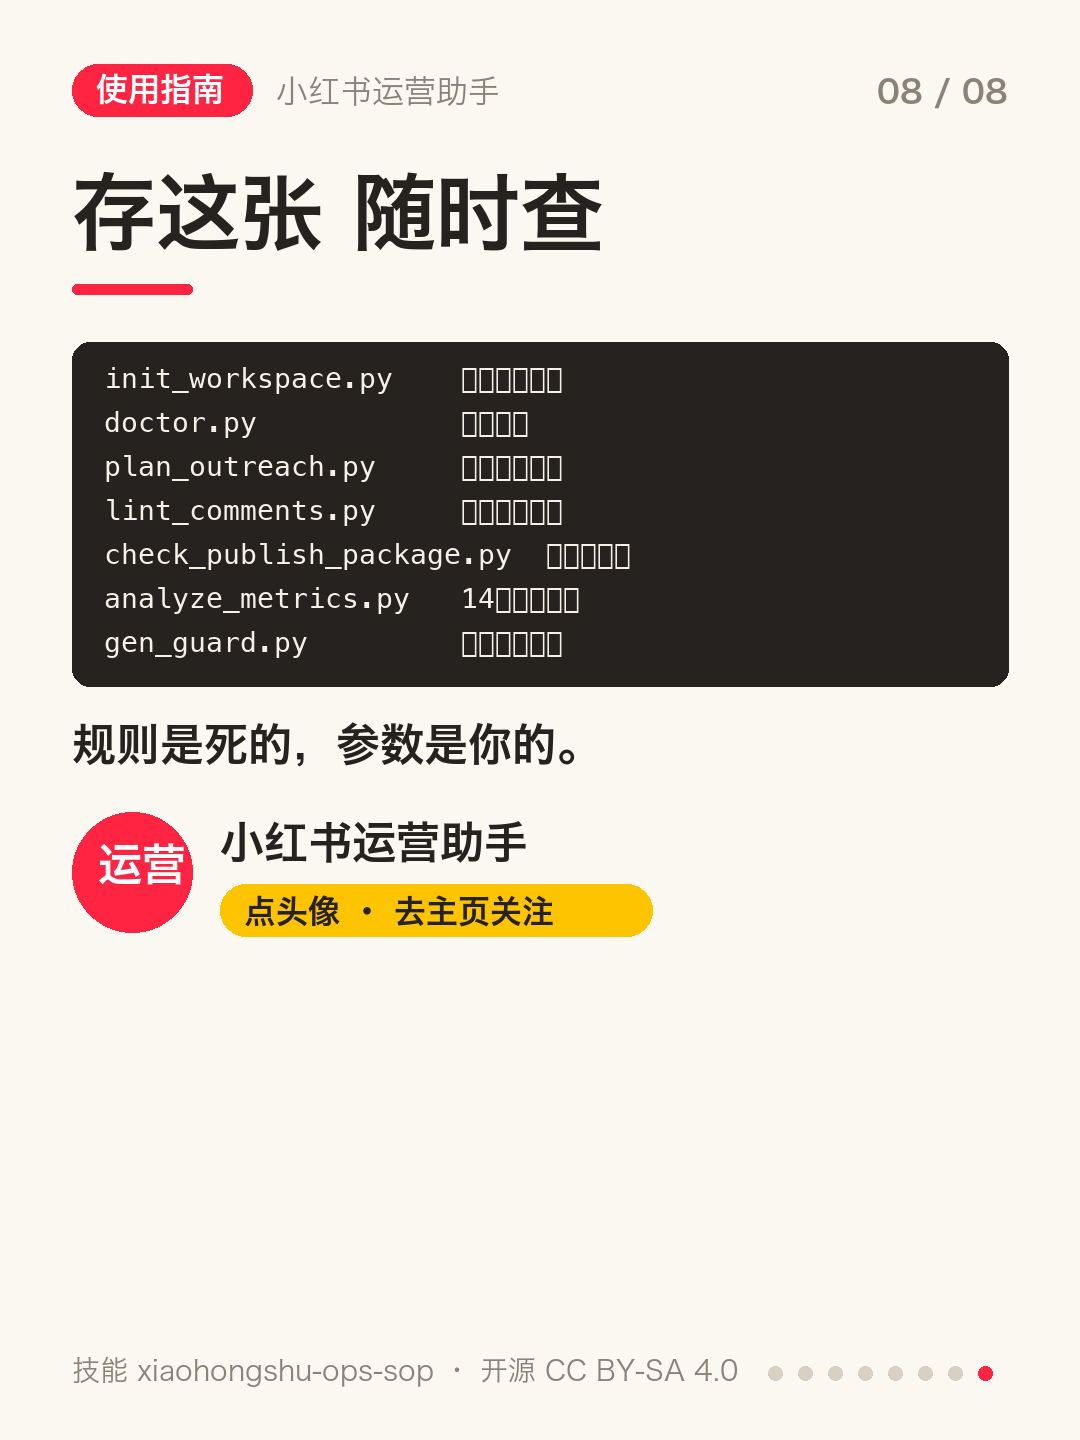 使用指南 小红书运营助手 08 / 08
存这张 随时查
init_workspace.py
doctor.py
plan_outreach.py
lint_comments.py
check_publish_package.py
analyze_metrics.py 14
gen_guard.py
规则是死的，参数是你的。
运营
小红书运营助手
点头像 · 去主页关注
技能 xiaohongshu-ops-sop · 开源 CC BY-SA 4.0